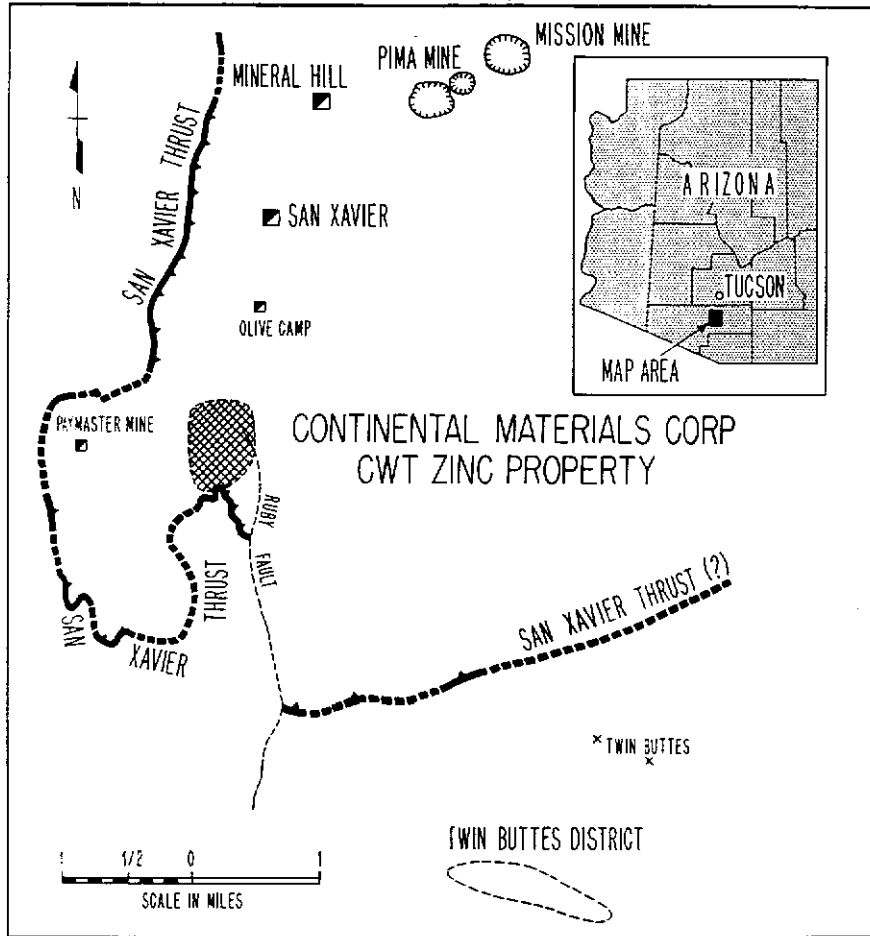 MISSION MINE
PIMA MINE
MINERAL HILL
SAN XAVIER THRUST
N
SAN XAVIER
OLIVE CAMP
ARIZONA
TUCSON
MAP AREA
PAYMASTER MINE
CONTINENTAL MATERIALS CORP
CWT ZINC PROPERTY
RUBY FAULT
SAN XAVIER THRUST
SAN XAVIER THRUST (?)
TWIN BUTTES
TWIN BUTTES DISTRICT
1 1/2 0 1
SCALE IN MILES